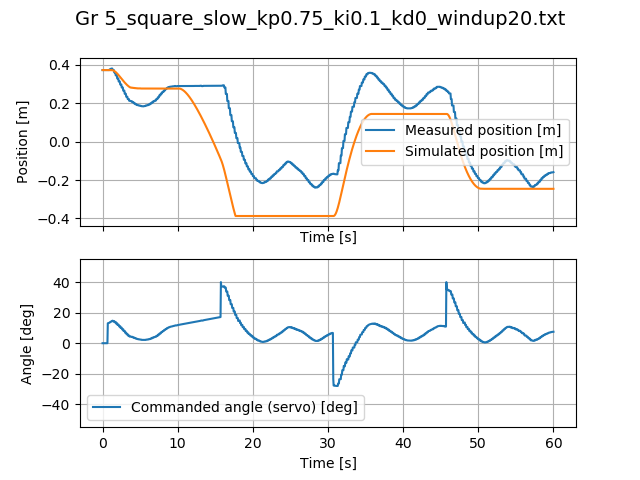 Gr 5_square_slow_kp0.75_ki0.1_kd0_windup20.txt
0.4
0.2
0.0
−0.2
−0.4
Position [m]
Measured position [m]
Simulated position [m]
Time [s]
40
20
0
−20
−40
Angle [deg]
Commanded angle (servo) [deg]
0 10 20 30 40 50 60
Time [s]